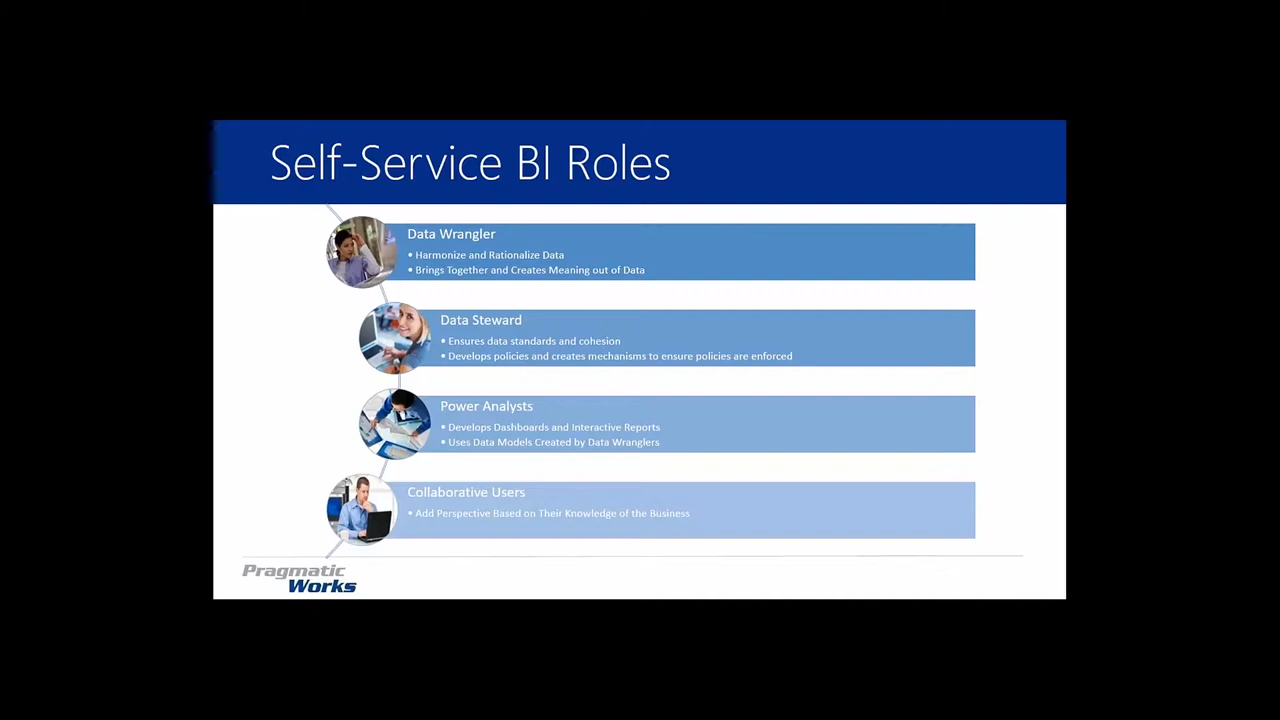 Self-Service BI Roles
Data Wrangler
• Harmonize and Rationalize Data
• Brings Together and Creates Meaning out of Data
Data Steward
• Ensures data standards and cohesion
• Develops policies and creates mechanisms to ensure policies are enforced
Power Analysts
• Develops Dashboards and Interactive Reports
• Uses Data Models Created by Data Wranglers
Collaborative Users
• Add Perspective Based on Their Knowledge of the Business
Pragmatic
Works